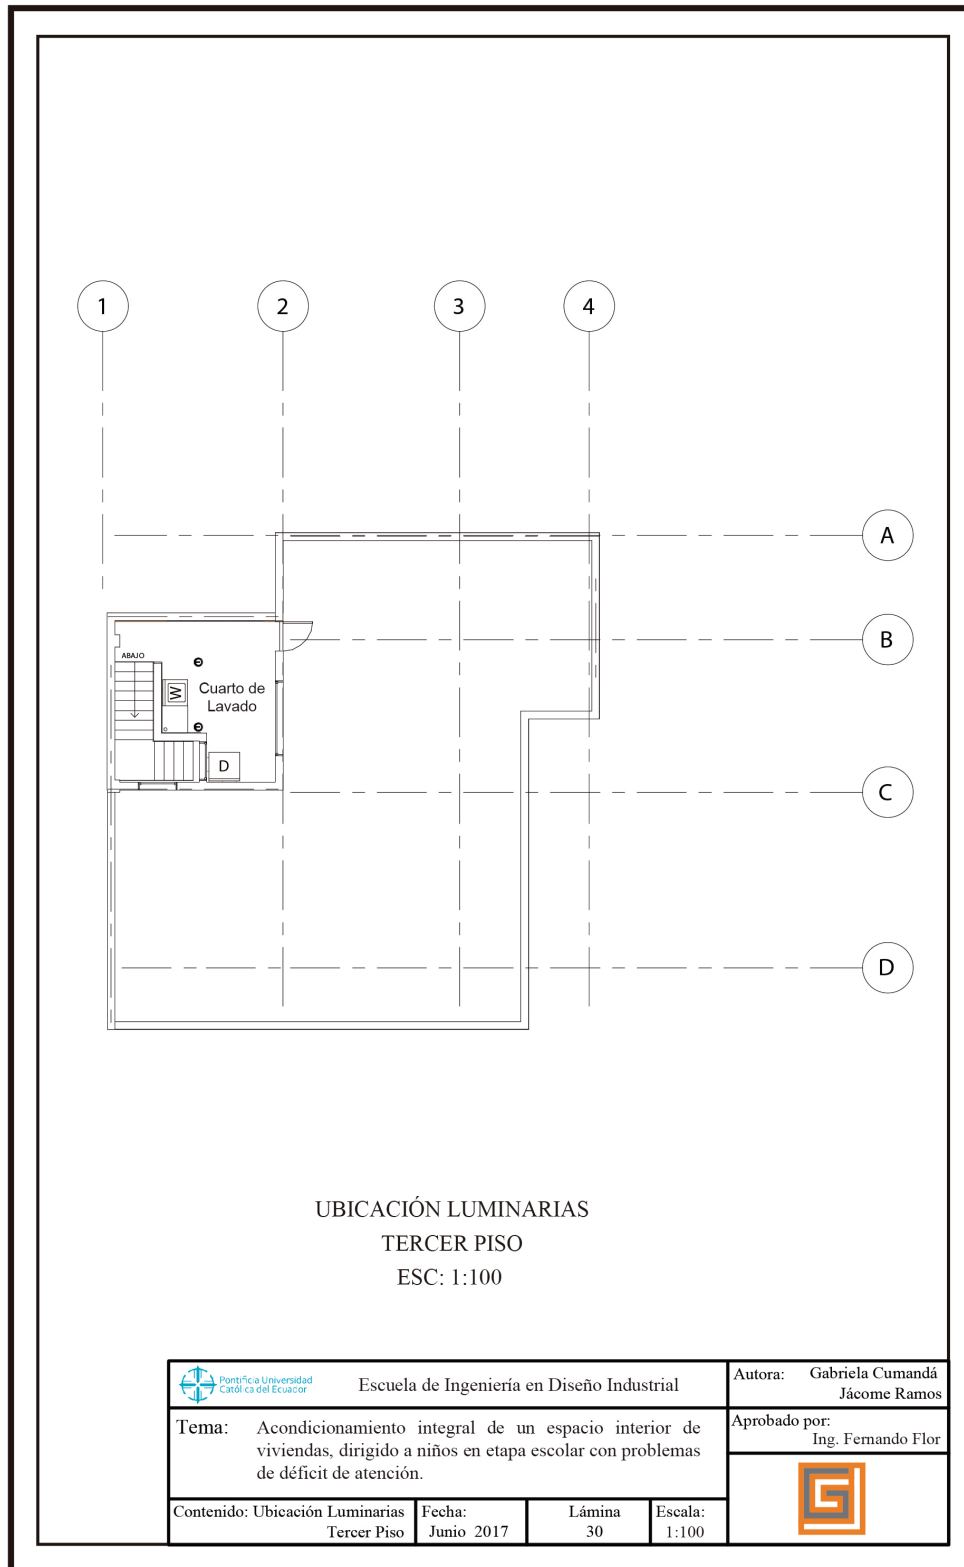 1 2 3 4
A
B
ABAJO
W
Cuarto de
Lavado
D
C
D
UBICACIÓN LUMINARIAS
TERCER PISO
ESC: 1:100
Pontificia Universidad
Católica del Ecuador
Escuela de Ingeniería en Diseño Industrial
Autora: Gabriela Cumandá
Jácome Ramos
Tema: Acondicionamiento integral de un espacio interior de
viviendas, dirigido a niños en etapa escolar con problemas
de déficit de atención.
Aprobado por:
Ing. Fernando Flor
Contenido: Ubicación Luminarias
Tercer Piso
Fecha:
Junio 2017
Lámina
30
Escala:
1:100